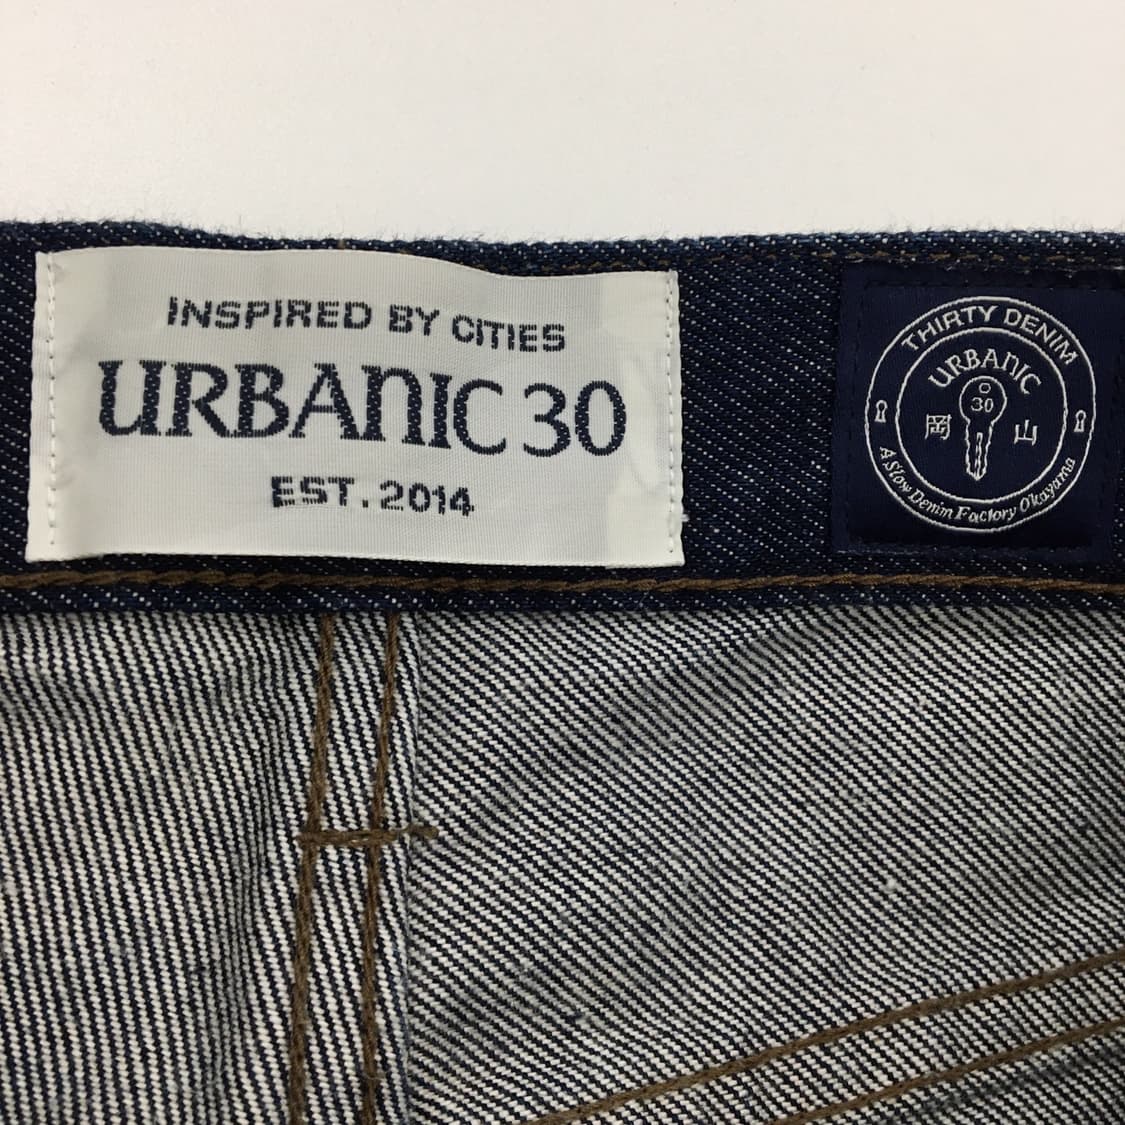 INSPIRED BY CITIES
URBANIC 30
EST. 2014
THIRTY DENIM
URBANIC
30
岡 山
A Slow Denim Factory Okayama